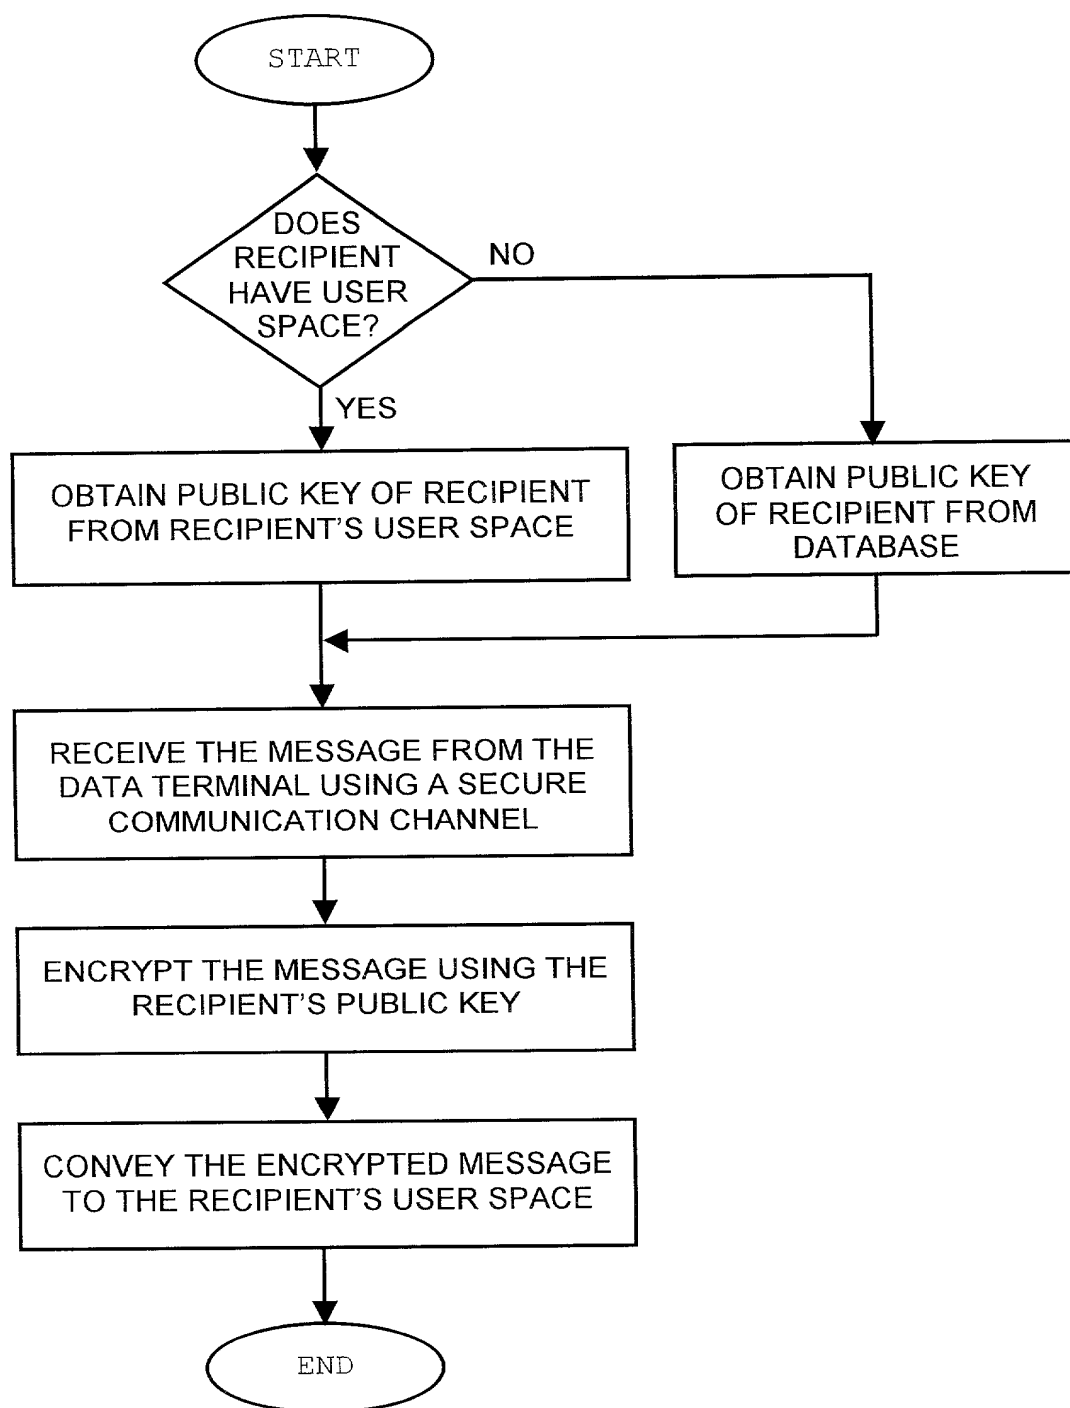 START
DOES
RECIPIENT
HAVE USER
SPACE?
NO
YES
OBTAIN PUBLIC KEY OF RECIPIENT
FROM RECIPIENT'S USER SPACE
OBTAIN PUBLIC KEY
OF RECIPIENT FROM
DATABASE
RECEIVE THE MESSAGE FROM THE
DATA TERMINAL USING A SECURE
COMMUNICATION CHANNEL
ENCRYPT THE MESSAGE USING THE
RECIPIENT'S PUBLIC KEY
CONVEY THE ENCRYPTED MESSAGE
TO THE RECIPIENT'S USER SPACE
END